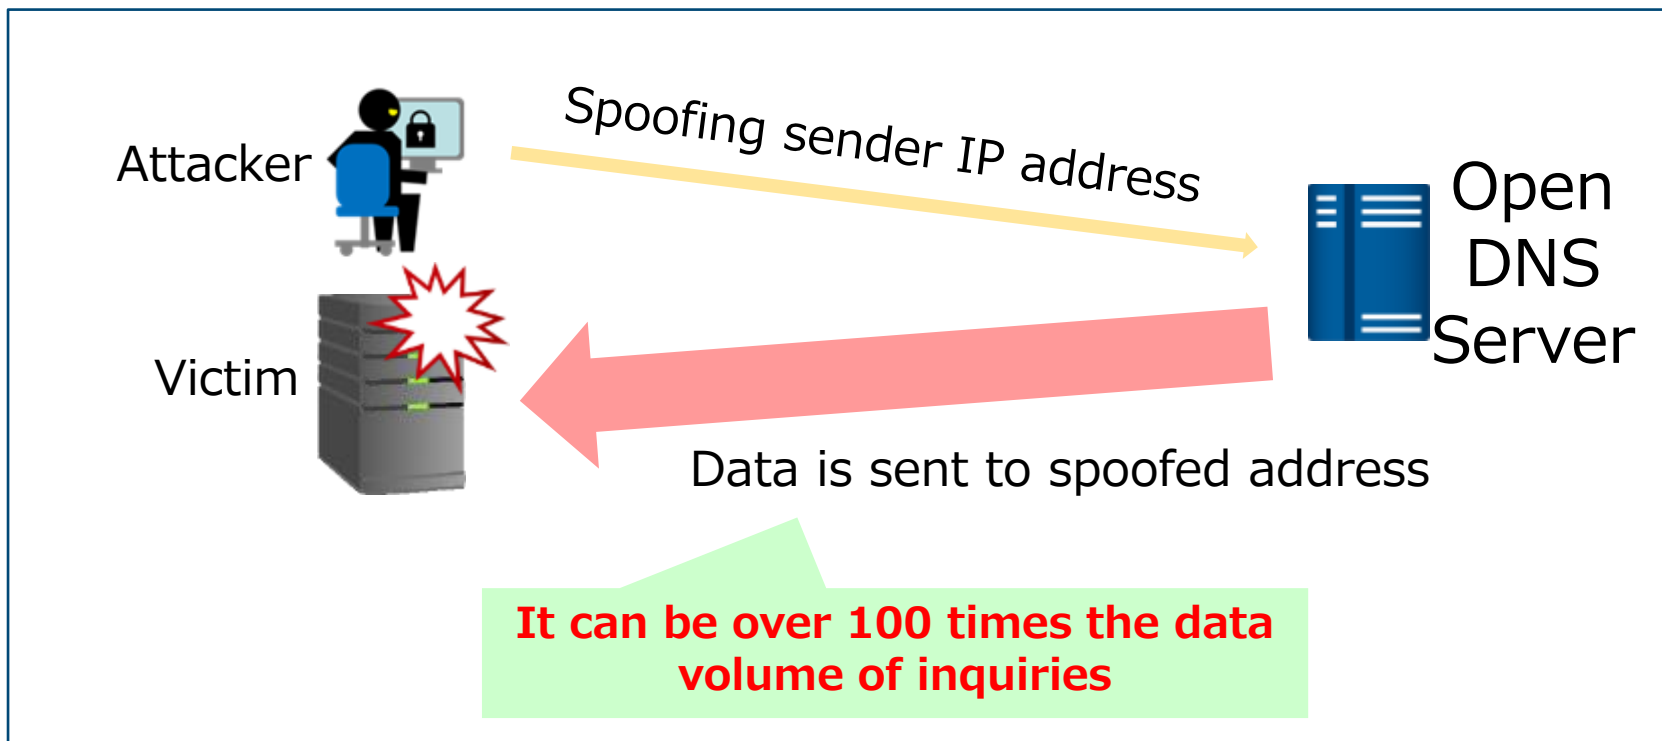 Attacker
Spoofing sender IP address
Open
DNS
Server
Victim
Data is sent to spoofed address
It can be over 100 times the data
volume of inquiries